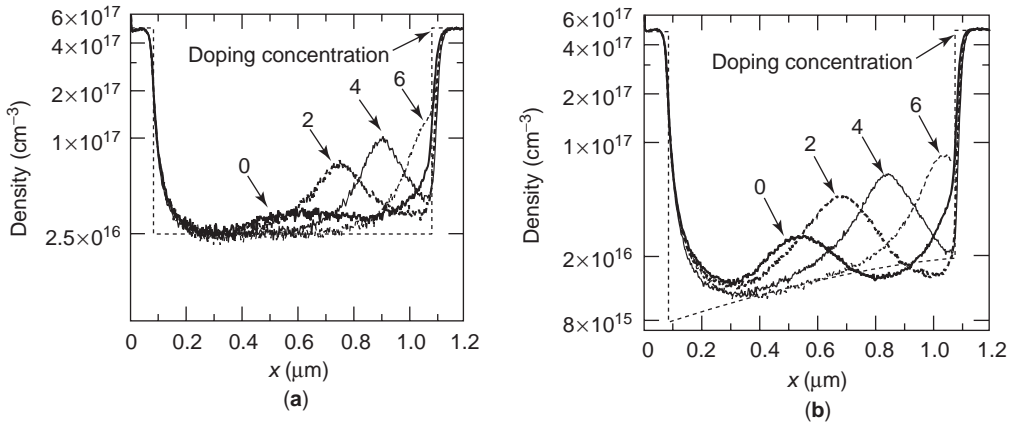 6×10¹⁷
5×10¹⁷
2×10¹⁷
1×10¹⁷
2.5×10¹⁶
Density (cm⁻³)
Doping concentration
0
2
4
6
0 0.2 0.4 0.6 0.8 1.0 1.2
x (μm)
(a)
6×10¹⁷
5×10¹⁷
2×10¹⁷
1×10¹⁷
2×10¹⁶
8×10¹⁵
Density (cm⁻³)
Doping concentration
0
2
4
6
0 0.2 0.4 0.6 0.8 1.0 1.2
x (μm)
(b)